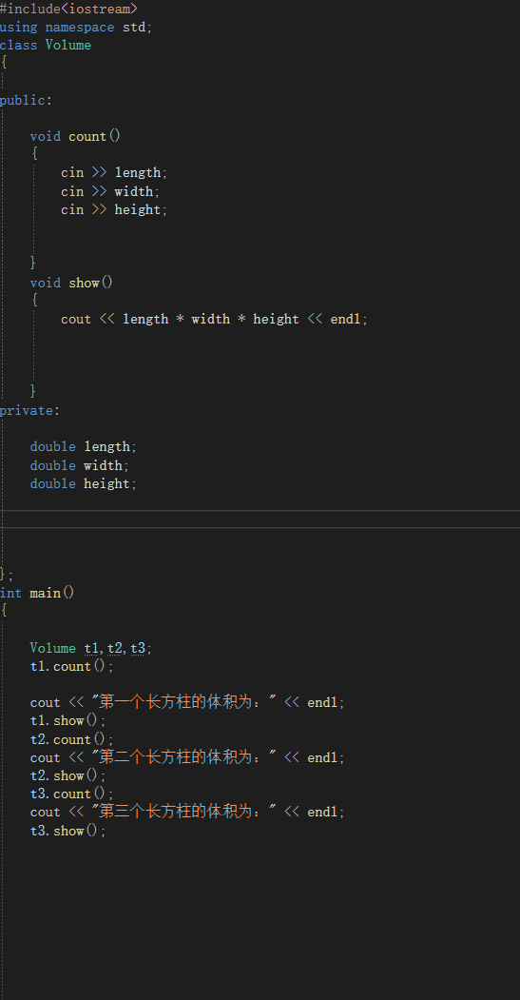 #include<iostream>
using namespace std;
class Volume
{
public:
void count()
{
cin >> length;
cin >> width;
cin >> height;
}
void show()
{
cout << length * width * height << endl;
}
private:
double length;
double width;
double height;
};
int main()
{
Volume t1,t2,t3;
t1.count();
cout << "第一个长方柱的体积为：" << endl;
t1.show();
t2.count();
cout << "第二个长方柱的体积为：" << endl;
t2.show();
t3.count();
cout << "第三个长方柱的体积为：" << endl;
t3.show();